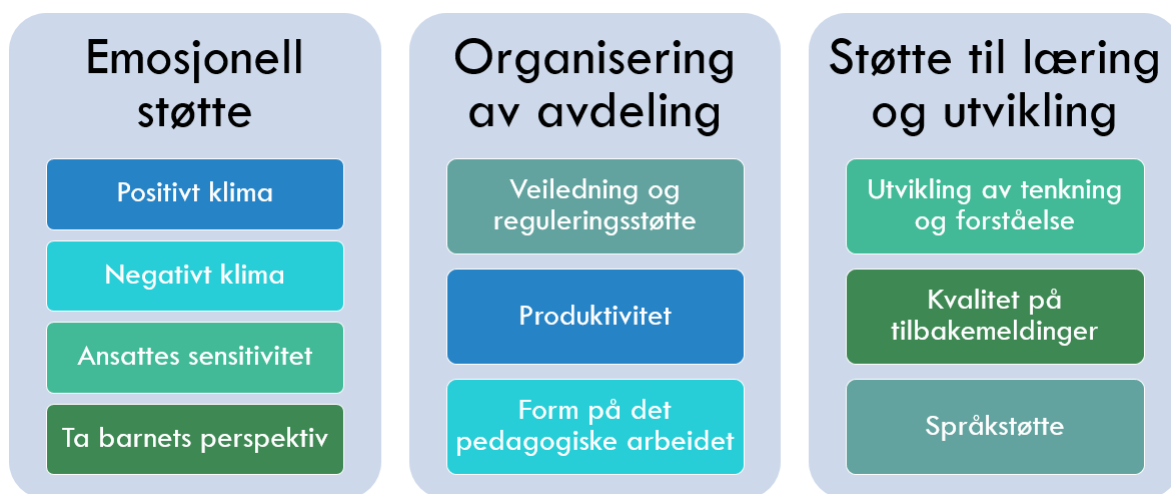 Emosjonell
støtte
Positivt klima
Negativt klima
Ansattes sensitivitet
Ta barnets perspektiv
Organisering
av avdeling
Veiledning og
reguleringsstøtte
Produktivitet
Form på det
pedagogiske arbeidet
Støtte til læring
og utvikling
Utvikling av tenkning
og forståelse
Kvalitet på
tilbakemeldinger
Språkstøtte